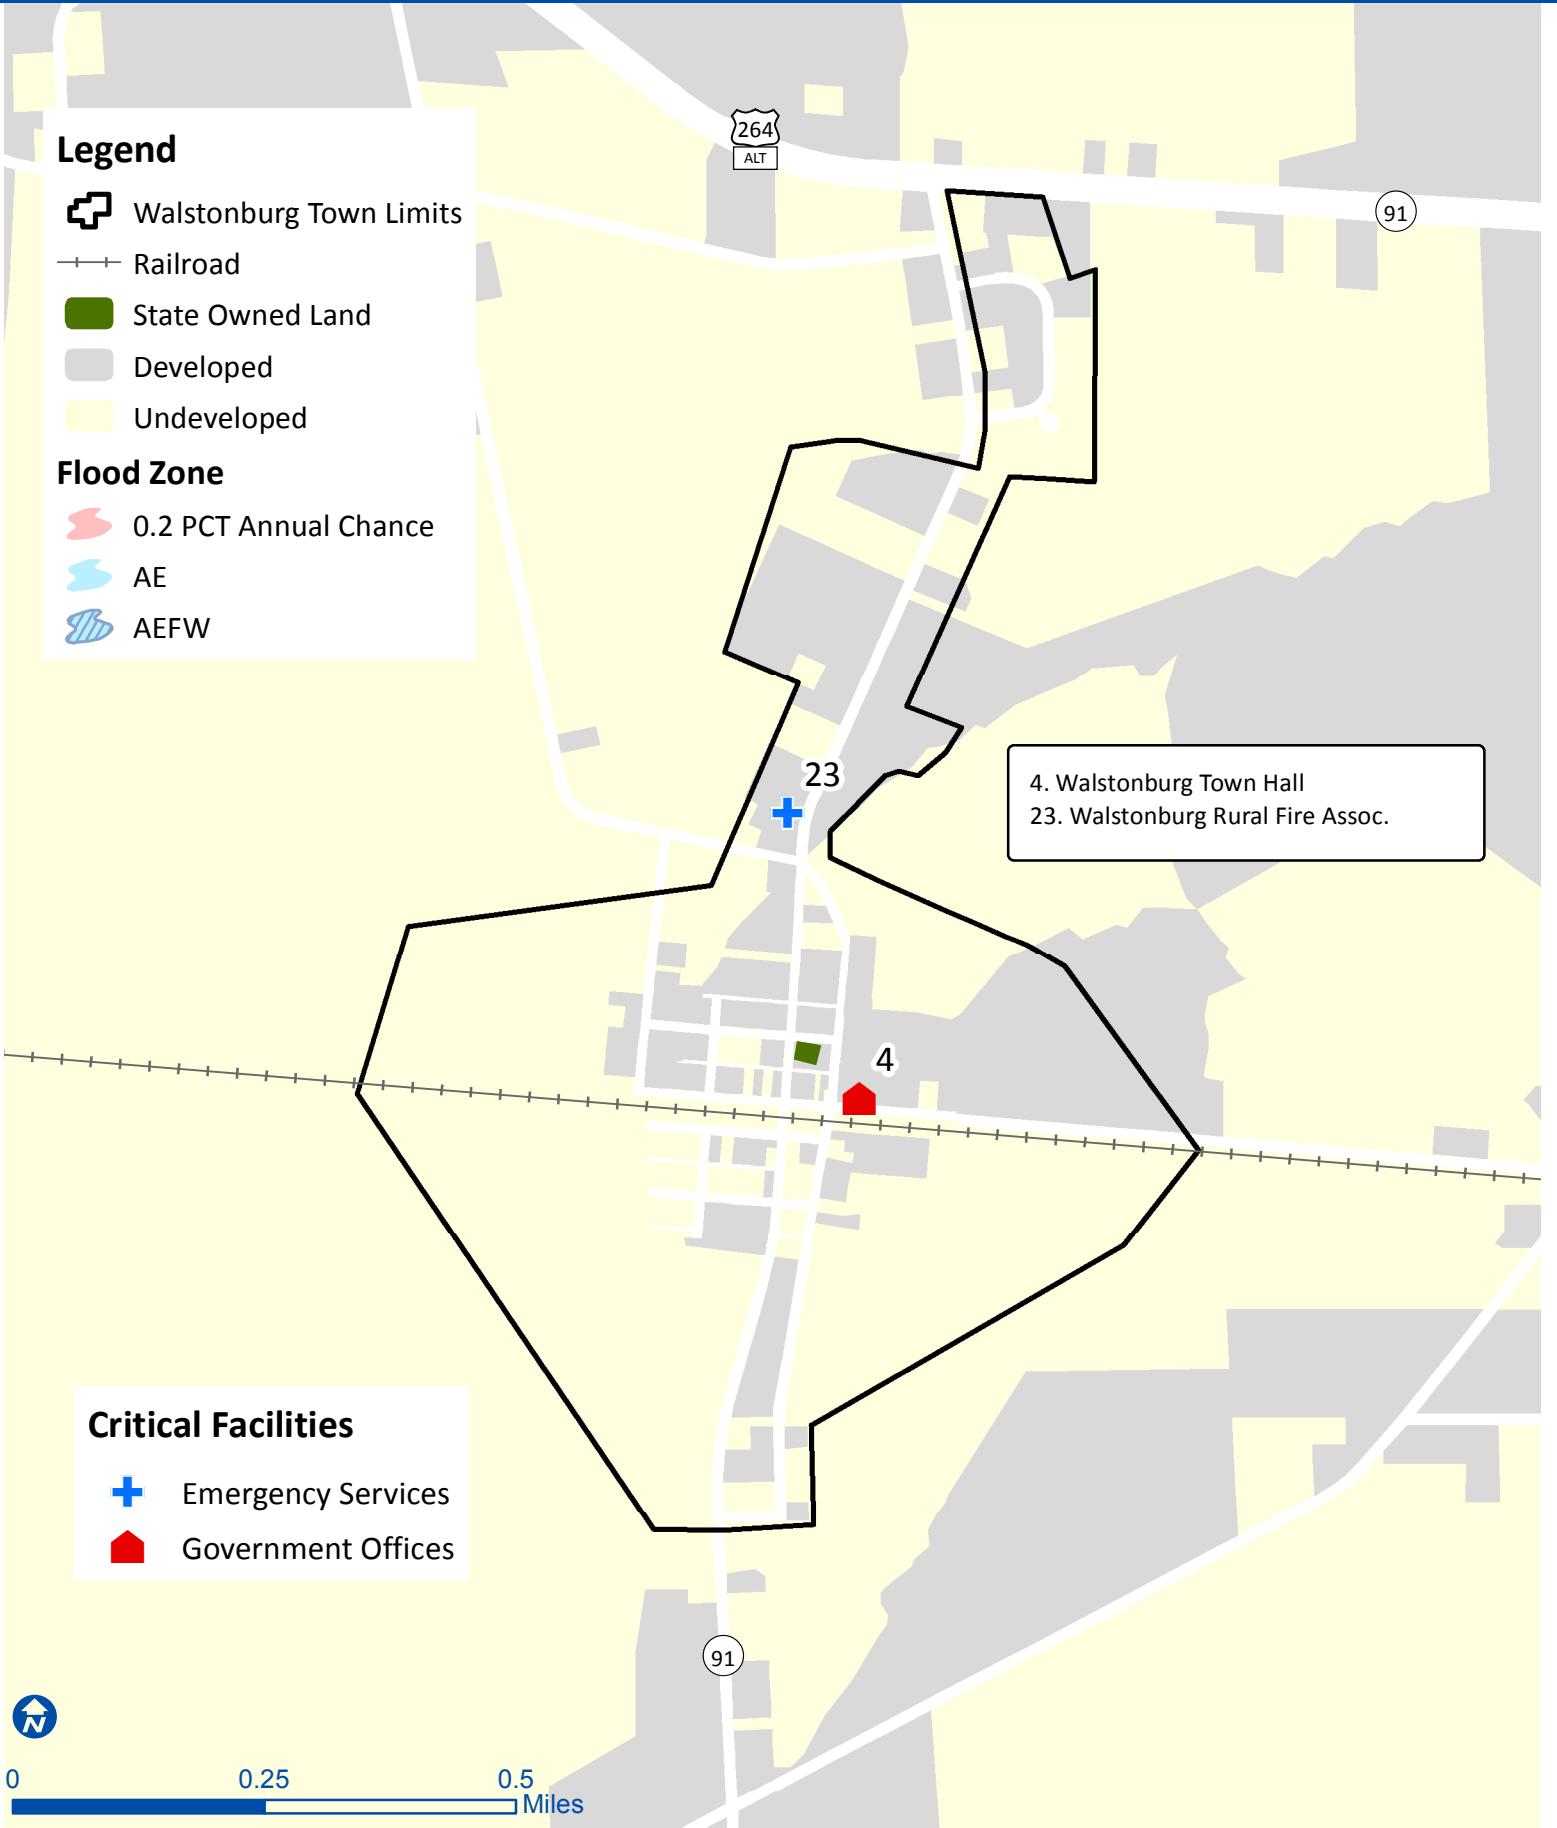 264
ALT
91
Legend
Walstonburg Town Limits
Railroad
State Owned Land
Developed
Undeveloped
Flood Zone
0.2 PCT Annual Chance
AE
AEFW
23
4. Walstonburg Town Hall
23. Walstonburg Rural Fire Assoc.
4
Critical Facilities
Emergency Services
Government Offices
91
N
0 0.25 0.5
Miles